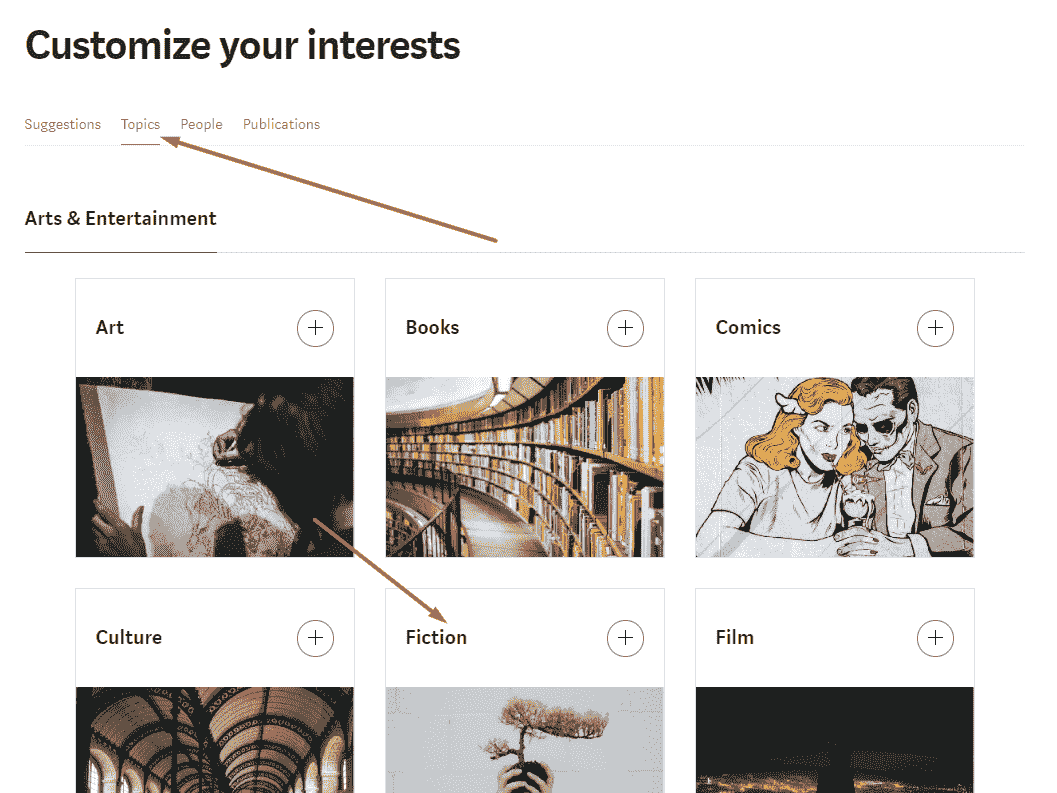 Customize your interests
Suggestions Topics People Publications
Arts & Entertainment
Art Books Comics
Culture Fiction Film